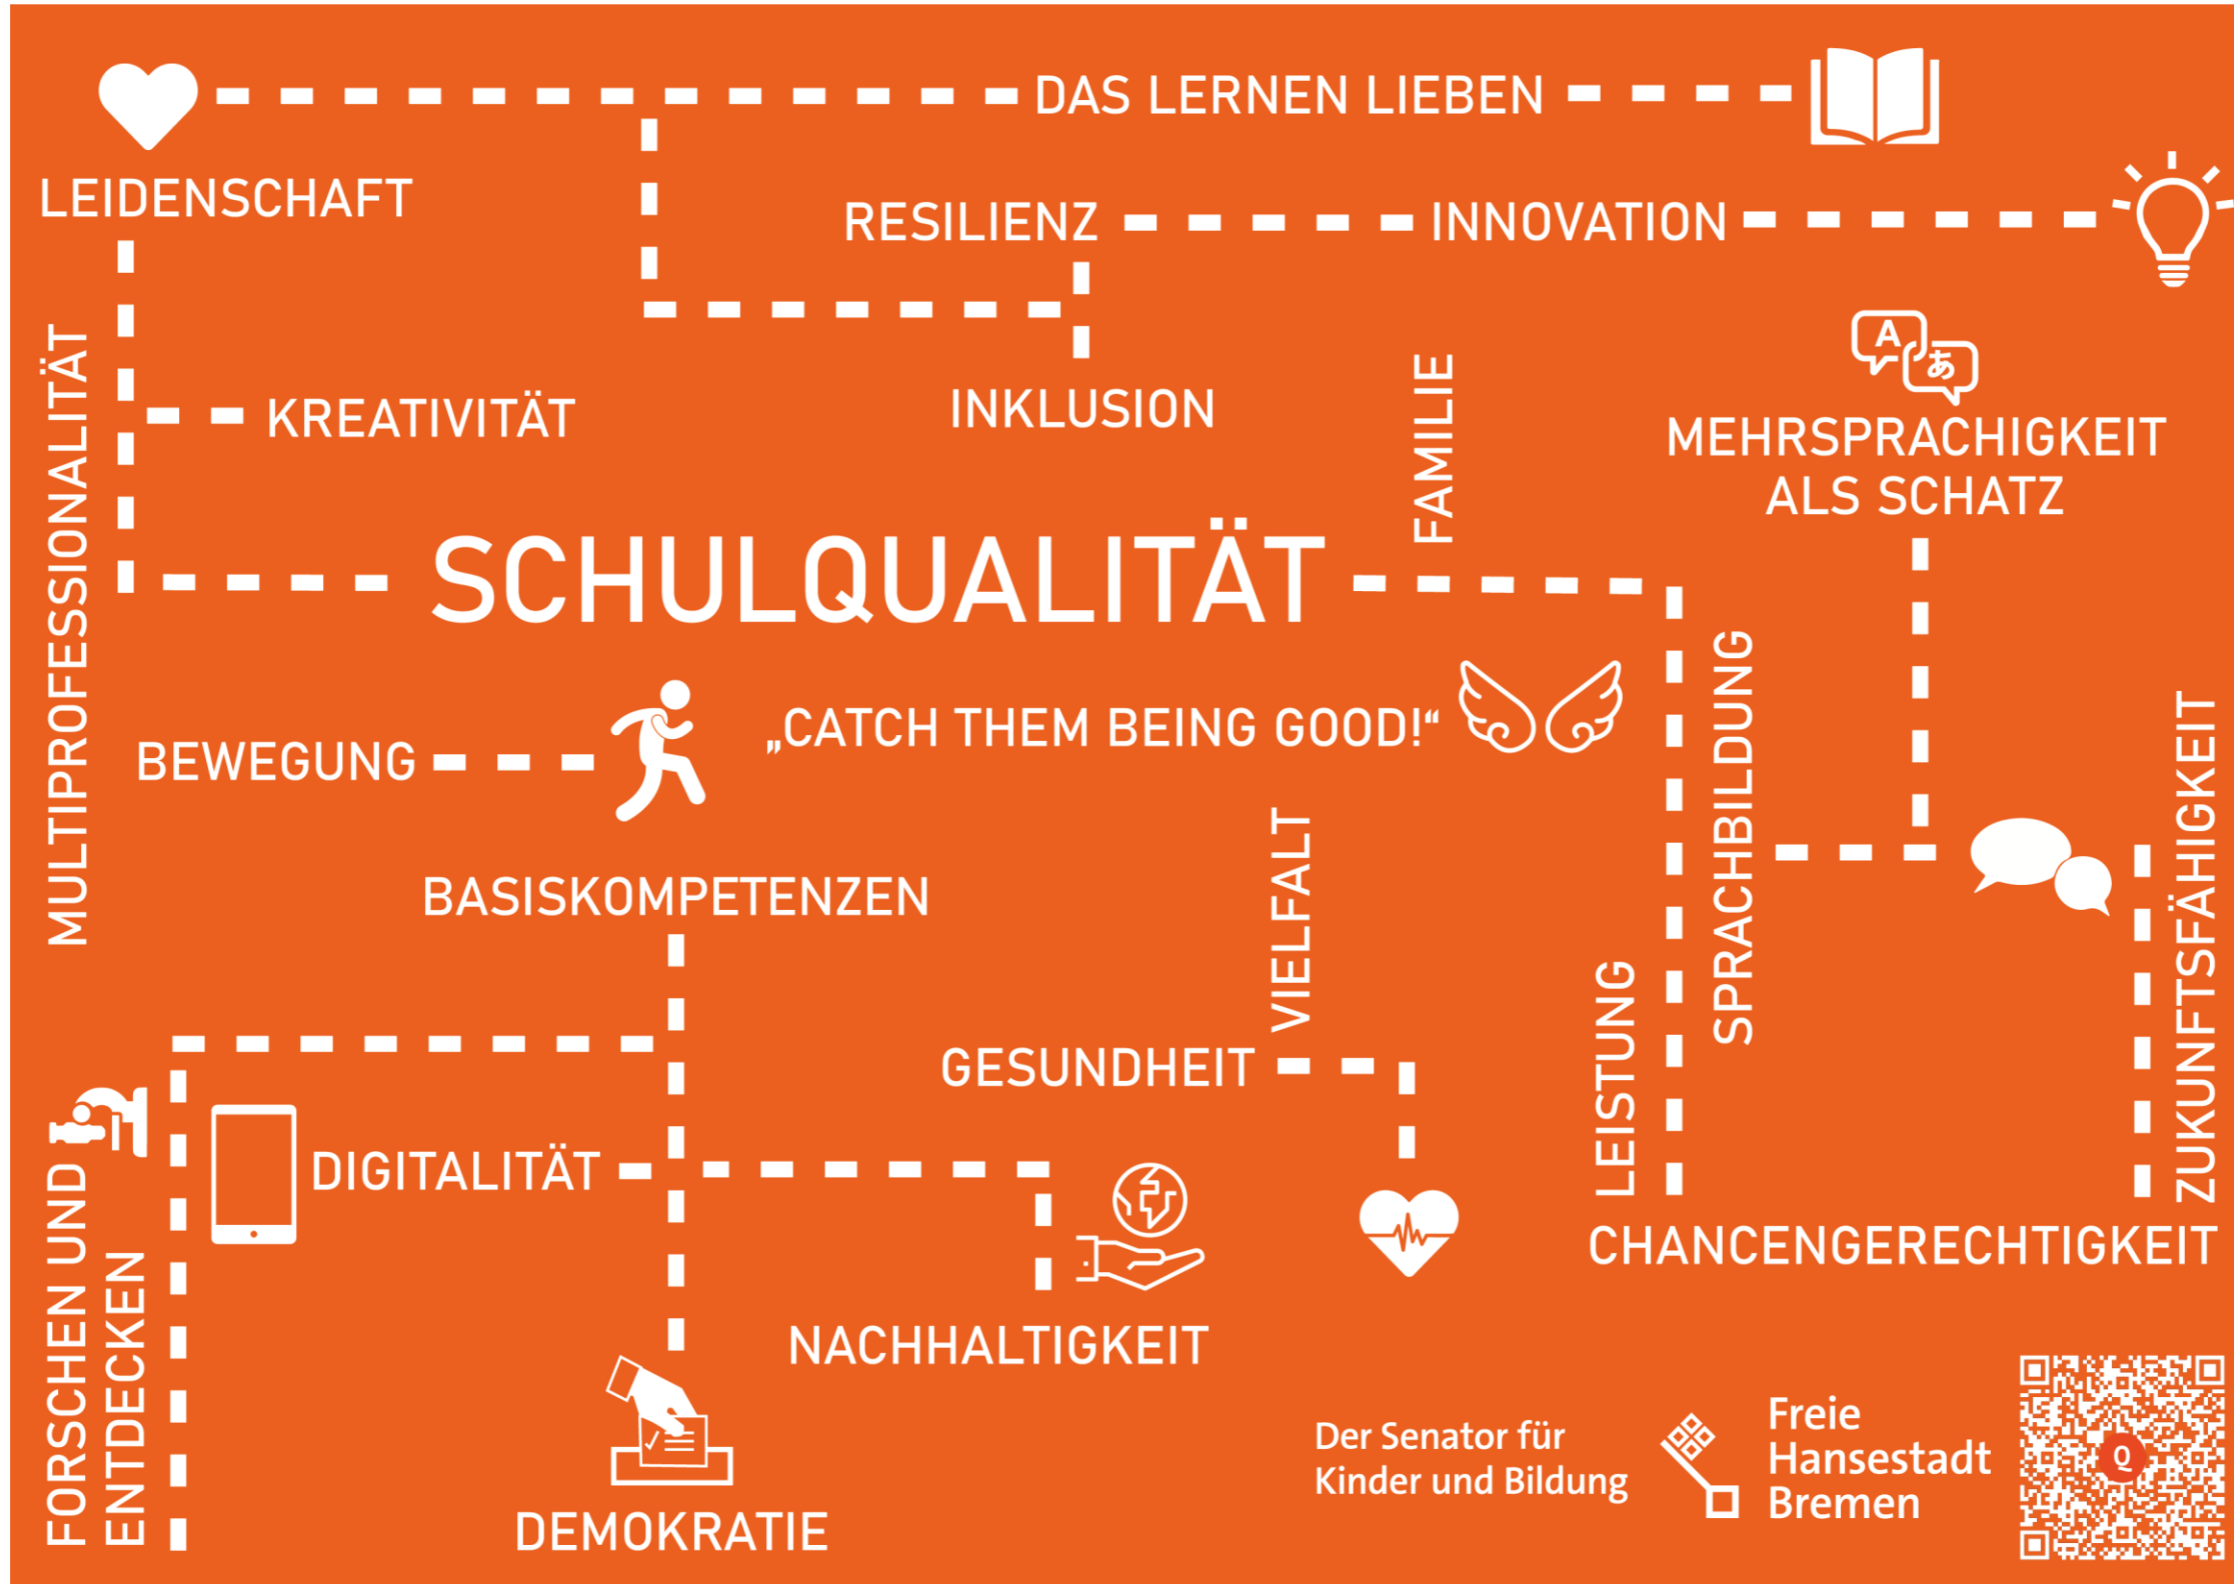 DAS LERNEN LIEBEN
LEIDENSCHAFT
RESILIENZ
INNOVATION
A
あ
MULTIPROFESSIONALITÄT
KREATIVITÄT
INKLUSION
FAMILIE
MEHRSPRACHIGKEIT
ALS SCHATZ
SCHULQUALITÄT
„CATCH THEM BEING GOOD!“
BEWEGUNG
SPRACHBILDUNG
ZUKUNFTSFÄHIGKEIT
BASISKOMPETENZEN
VIELFALT
LEISTUNG
GESUNDHEIT
FORSCHEN UND
ENTDECKEN
DIGITALITÄT
CHANCENGERECHTIGKEIT
NACHHALTIGKEIT
DEMOKRATIE
Der Senator für
Kinder und Bildung
Freie
Hansestadt
Bremen
Q